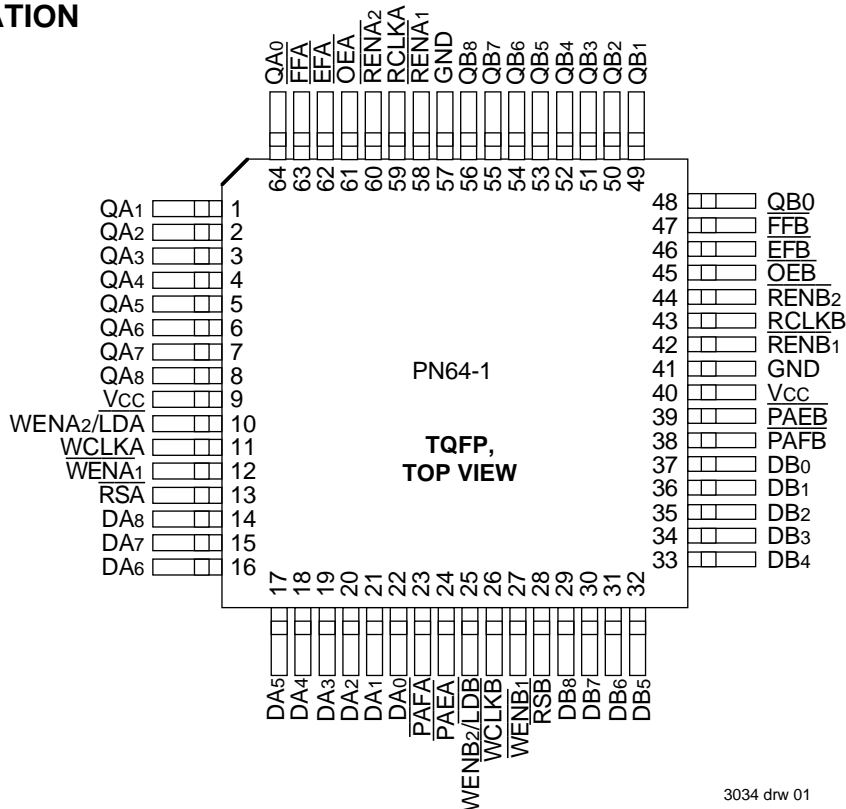 ATION
QA0
FFA
EFA
OEA
RENA2
RCLKA
RENA1
GND
QB8
QB7
QB6
QB5
QB4
QB3
QB2
QB1
64
63
62
61
60
59
58
57
56
55
54
53
52
51
50
49
QA1 1
QA2 2
QA3 3
QA4 4
QA5 5
QA6 6
QA7 7
QA8 8
VCC 9
WENA2/LDA 10
WCLKA 11
WENA1 12
RSA 13
DA8 14
DA7 15
DA6 16
48 QB0
47 FFB
46 EFB
45 OEB
44 RENB2
43 RCLKB
42 RENB1
41 GND
40 VCC
39 PAEB
38 PAFB
37 DB0
36 DB1
35 DB2
34 DB3
33 DB4
PN64-1
TQFP,
TOP VIEW
17
18
19
20
21
22
23
24
25
26
27
28
29
30
31
32
DA5
DA4
DA3
DA2
DA1
DA0
PAFA
PAEA
WENB2/LDB
WCLKB
WENB1
RSB
DB8
DB7
DB6
DB5
3034 drw 01